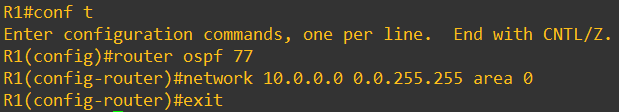 R1#conf t
Enter configuration commands, one per line.  End with CNTL/Z.
R1(config)#router ospf 77
R1(config-router)#network 10.0.0.0 0.0.255.255 area 0
R1(config-router)#exit